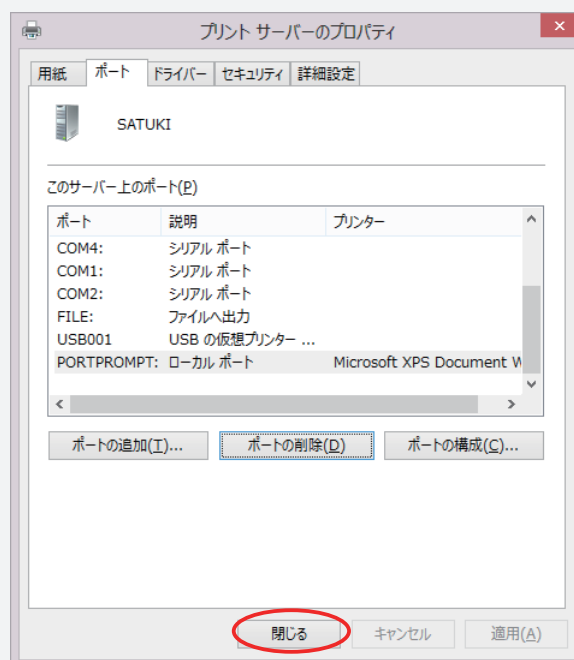 プリント サーバーのプロパティ
用紙 ポート ドライバー セキュリティ 詳細設定
SATUKI
このサーバー上のポート(P)
ポート 説明 プリンター
COM4: シリアル ポート
COM1: シリアル ポート
COM2: シリアル ポート
FILE: ファイルへ出力
USB001 USB の仮想プリンター ...
PORTPROMPT: ローカル ポート Microsoft XPS Document W
ポートの追加(T)... ポートの削除(D) ポートの構成(C)...
閉じる キャンセル 適用(A)